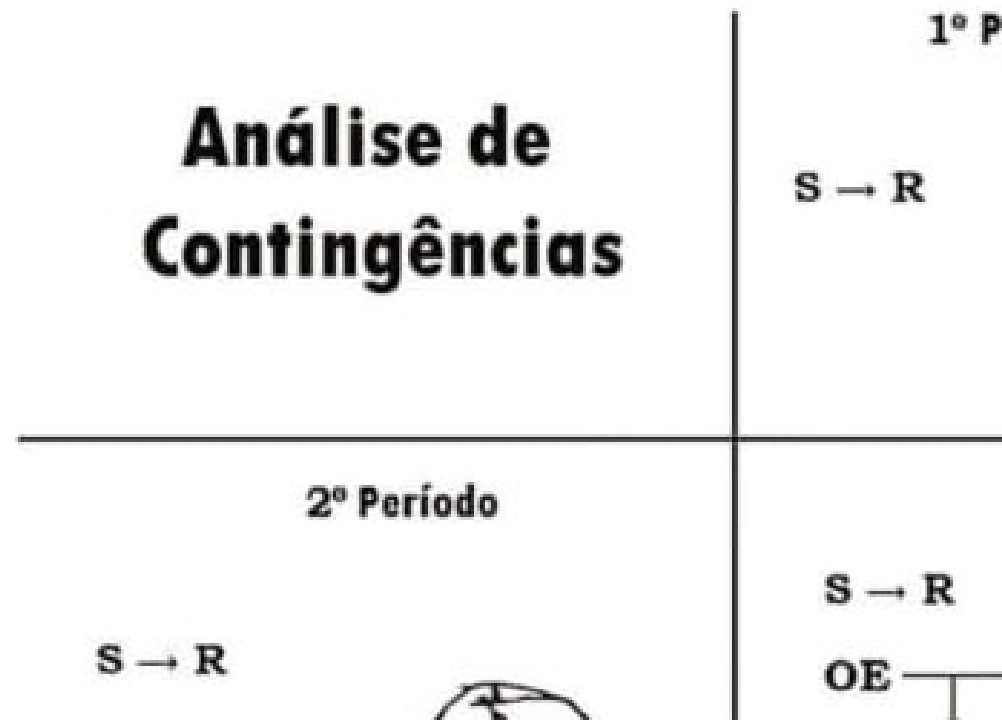 Análise de
Contingências
1º P
S → R
2º Período
S → R
S → R
OE